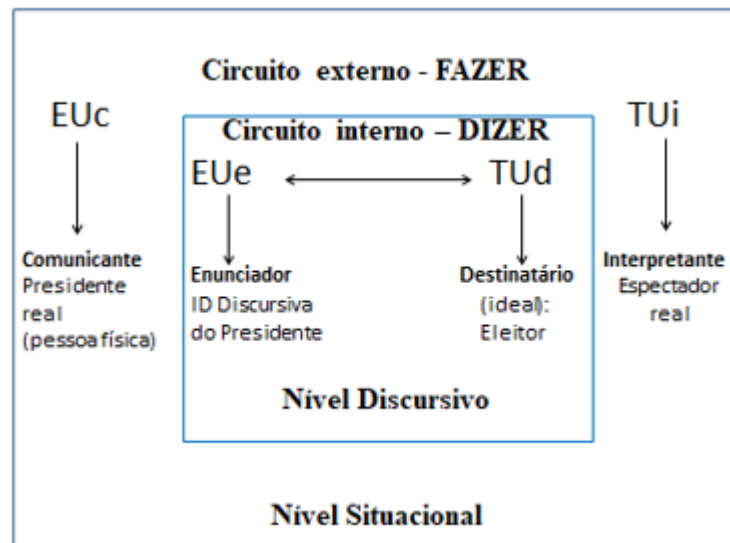 Circuito externo - FAZER
EUc
TUi
Circuito interno – DIZER
EUe
TUd
Comunicante
Presidente
real
(pessoa física)
Enunciador
ID Discursiva
do Presidente
Destinatário
(ideal):
Eleitor
Interpretante
Espectador
real
Nível Discursivo
Nível Situacional